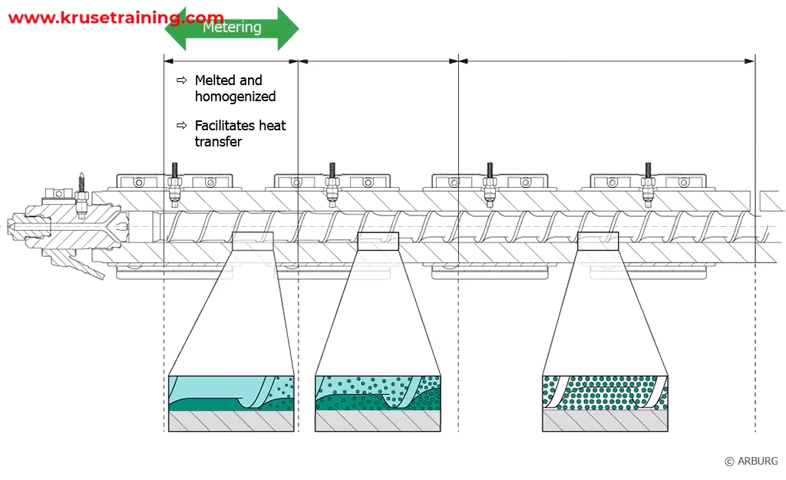 www.krusetraining.com
Metering
⇨ Melted and
homogenized
⇨ Facilitates heat
transfer
© ARBURG